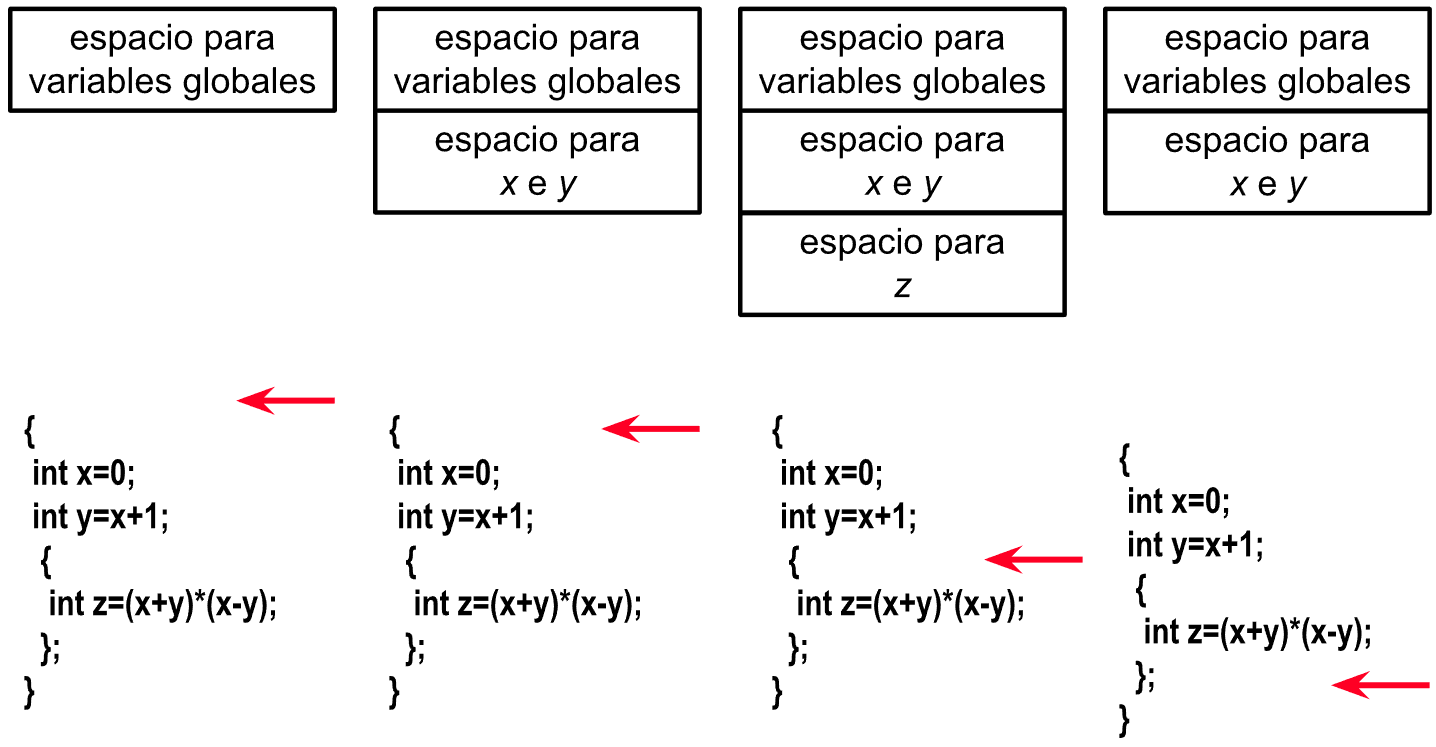 espacio para
variables globales
espacio para
variables globales
espacio para
x e y
espacio para
variables globales
espacio para
x e y
espacio para
z
espacio para
variables globales
espacio para
x e y
{
int x=0;
int y=x+1;
{
int z=(x+y)*(x-y);
};
}
{
int x=0;
int y=x+1;
{
int z=(x+y)*(x-y);
};
}
{
int x=0;
int y=x+1;
{
int z=(x+y)*(x-y);
};
}
{
int x=0;
int y=x+1;
{
int z=(x+y)*(x-y);
};
}